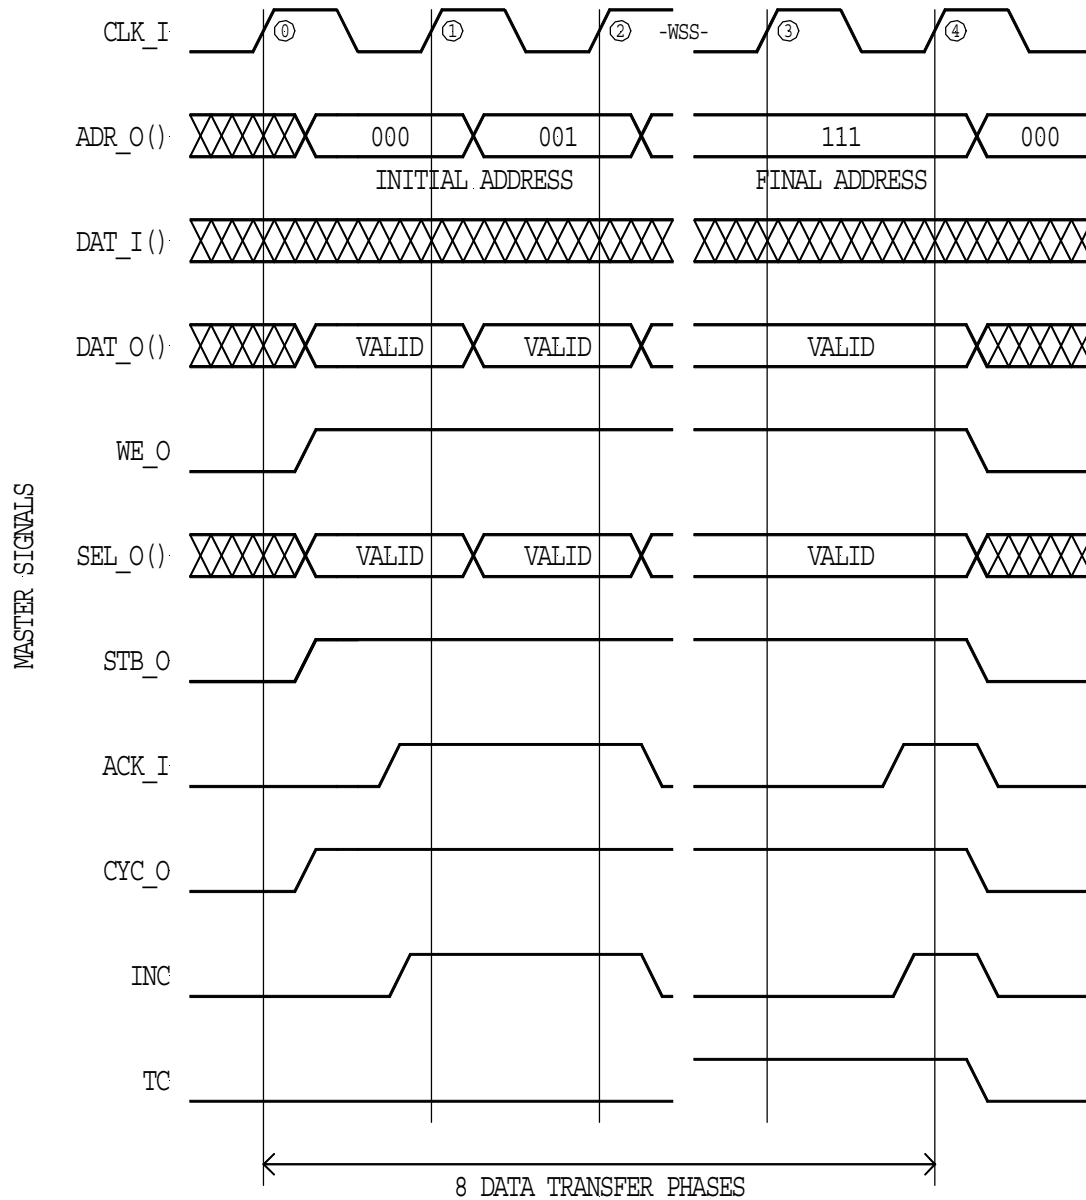 CLK_I 0 1 2 -WSS- 3 4
ADR_O() 000 001 111 000
INITIAL ADDRESS FINAL ADDRESS
DAT_I()
DAT_O() VALID VALID VALID
WE_O
MASTER SIGNALS
SEL_O() VALID VALID VALID
STB_O
ACK_I
CYC_O
INC
TC
8 DATA TRANSFER PHASES